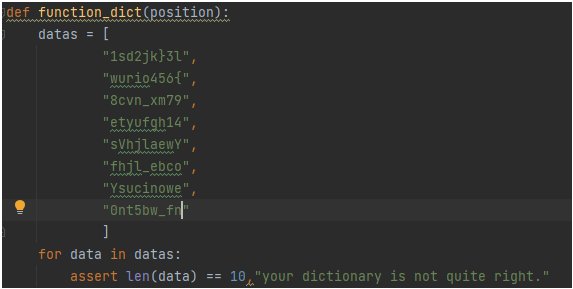 def function_dict(position):
    datas = [
            "1sd2jk}3l",
            "wurio456{",
            "8cvn_xm79",
            "etyufgh14",
            "sVhjlaewY",
            "fhjl_ebco",
            "Ysucinowe",
            "0nt5bw_fn"
            ]
    for data in datas:
        assert len(data) == 10,"your dictionary is not quite right."